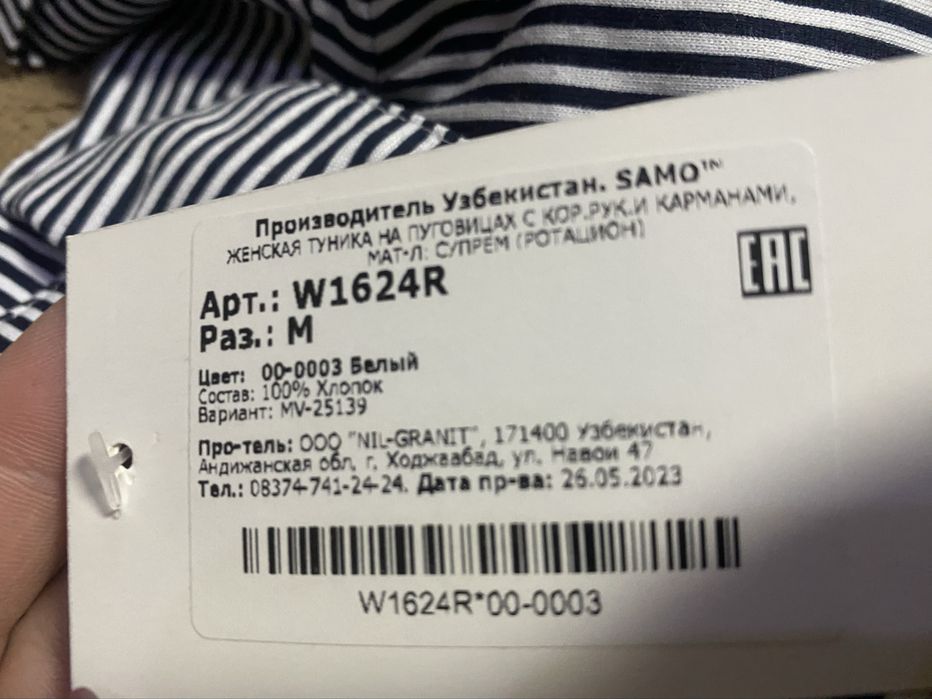 Производитель Узбекистан. SAMO™
ЖЕНСКАЯ ТУНИКА НА ПУГОВИЦАХ С КОР.РУК.И КАРМАНАМИ,
МАТ-Л: СУПРЕМ (РОТАЦИОН)
EAC
Арт.: W1624R
Раз.: M
Цвет: 00-0003 Белый
Состав: 100% Хлопок
Вариант: MV-25139
Про-тель: ООО "NIL-GRANIT", 171400 Узбекистан,
Андижанская обл. г. Ходжаабад, ул. Навои 47
Тел.: 08374-741-24-24. Дата пр-ва: 26.05.2023
W1624R*00-0003